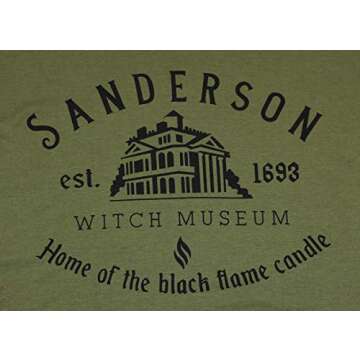 SANDERSON
est. 1693
WITCH MUSEUM
Home of the black flame candle